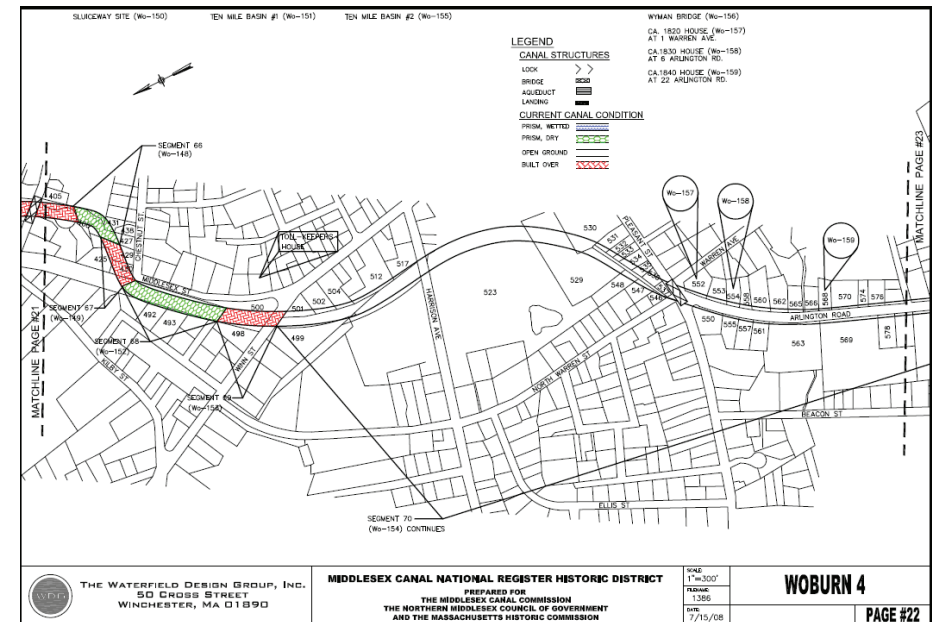 SLUICEWAY SITE (Wo-150)
TEN MILE BASIN #1 (Wo-151)
TEN MILE BASIN #2 (Wo-155)
WYMAN BRIDGE (Wo-156)
CA. 1820 HOUSE (Wo-157)
AT 1 WARREN AVE.
CA.1830 HOUSE (Wo-158)
AT 6 ARLINGTON RD.
CA.1840 HOUSE (Wo-159)
AT 22 ARLINGTON RD.
LEGEND
CANAL STRUCTURES
LOCK
BRIDGE
AQUEDUCT
LANDING
CURRENT CANAL CONDITION
PRISM, WETTED
PRISM, DRY
OPEN GROUND
BUILT OVER
MATCHLINE PAGE #21
MATCHLINE PAGE #23
SEGMENT 66
(Wo-148)
405
431
438
427
429
425
CHESTNUT ST.
MIDDLESEX ST
TOLL-KEEPERS
HOUSE
SEGMENT 67
(Wo-149)
492
493
SEGMENT 68
(Wo-152)
KILBY ST
SEGMENT 69
(Wo-153)
WINN ST
498
499
500
501
502
504
512
517
HARRISON AVE
523
529
530
531
532
533
534
PLEASANT ST
548
547
546
Wo-157
Wo-158
Wo-159
WARREN AVE
552
553
554
558
560
562
565
566
568
570
574
576
550
555
557
561
563
569
578
ARLINGTON ROAD
NORTH WARREN ST
BEACON ST
ELLIS ST
SEGMENT 70
(Wo-154) CONTINUES
WDG
THE WATERFIELD DESIGN GROUP, INC.
50 CROSS STREET
WINCHESTER, MA 01890
MIDDLESEX CANAL NATIONAL REGISTER HISTORIC DISTRICT
PREPARED FOR
THE MIDDLESEX CANAL COMMISSION
THE NORTHERN MIDDLESEX COUNCIL OF GOVERNMENT
AND THE MASSACHUSETTS HISTORIC COMMISSION
SCALE:
1"=300'
FILENAME:
1386
DATE:
7/15/08
WOBURN 4
PAGE #22